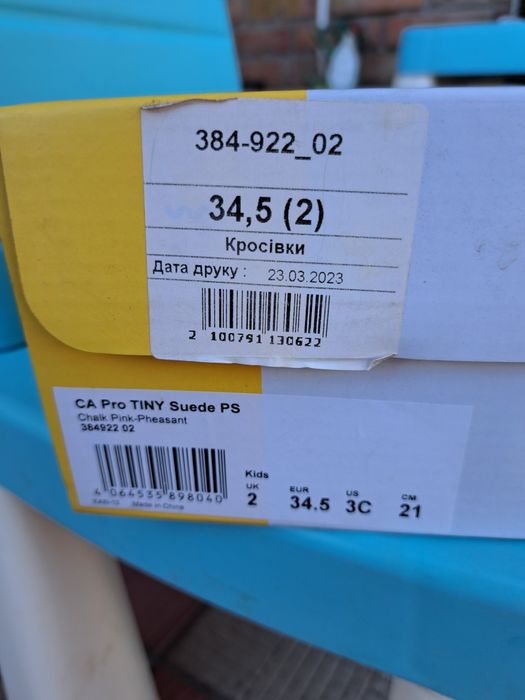 384-922_02
34,5 (2)
Кросівки
Дата друку : 23.03.2023
2 100791 130622
CA Pro TINY Suede PS
Chalk Pink-Pheasant
384922 02
4 064535 898040
EAN-13 Made in China
Kids
UK EUR US CM
2 34.5 3C 21